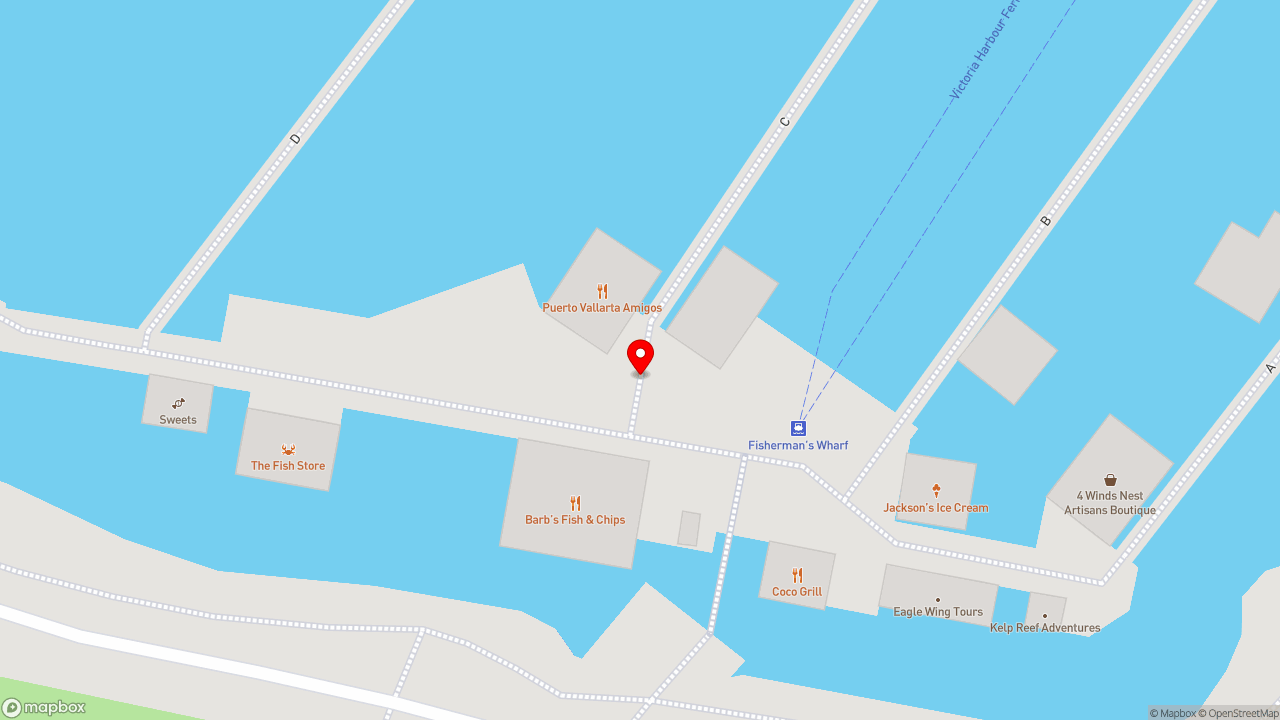 Victoria Harbour Ferr
D
C
B
A
Puerto Vallarta Amigos
Sweets
The Fish Store
Fisherman's Wharf
Barb's Fish & Chips
Jackson's Ice Cream
4 Winds Nest
Artisans Boutique
Coco Grill
Eagle Wing Tours
Kelp Reef Adventures
mapbox
© Mapbox © OpenStreetMap